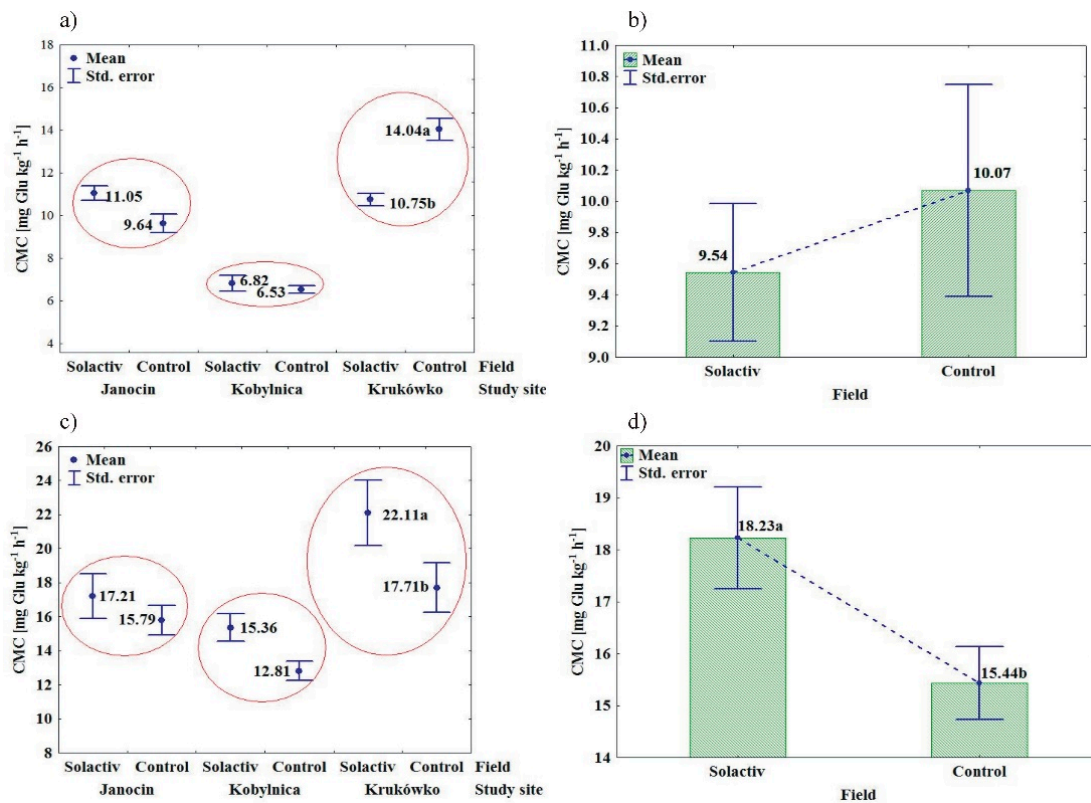 a)
18
16
14
12
10
8
6
4
CMC [mg Glu kg⁻¹ h⁻¹]
Mean
Std. error
11.05
9.64
6.82
6.53
10.75b
14.04a
Solactiv Control Solactiv Control Solactiv Control Field
Janocin Kobylnica Krukówko Study site
b)
11.0
10.8
10.6
10.4
10.2
10.0
9.8
9.6
9.4
9.2
9.0
CMC [mg Glu kg⁻¹ h⁻¹]
Mean
Std.error
9.54
10.07
Solactiv Control
Field
c)
26
24
22
20
18
16
14
12
10
8
CMC [mg Glu kg⁻¹ h⁻¹]
Mean
Std. error
17.21
15.79
15.36
12.81
22.11a
17.71b
Solactiv Control Solactiv Control Solactiv Control Field
Janocin Kobylnica Krukówko Study site
d)
20
19
18
17
16
15
14
CMC [mg Glu kg⁻¹ h⁻¹]
Mean
Std. error
18.23a
15.44b
Solactiv Control
Field